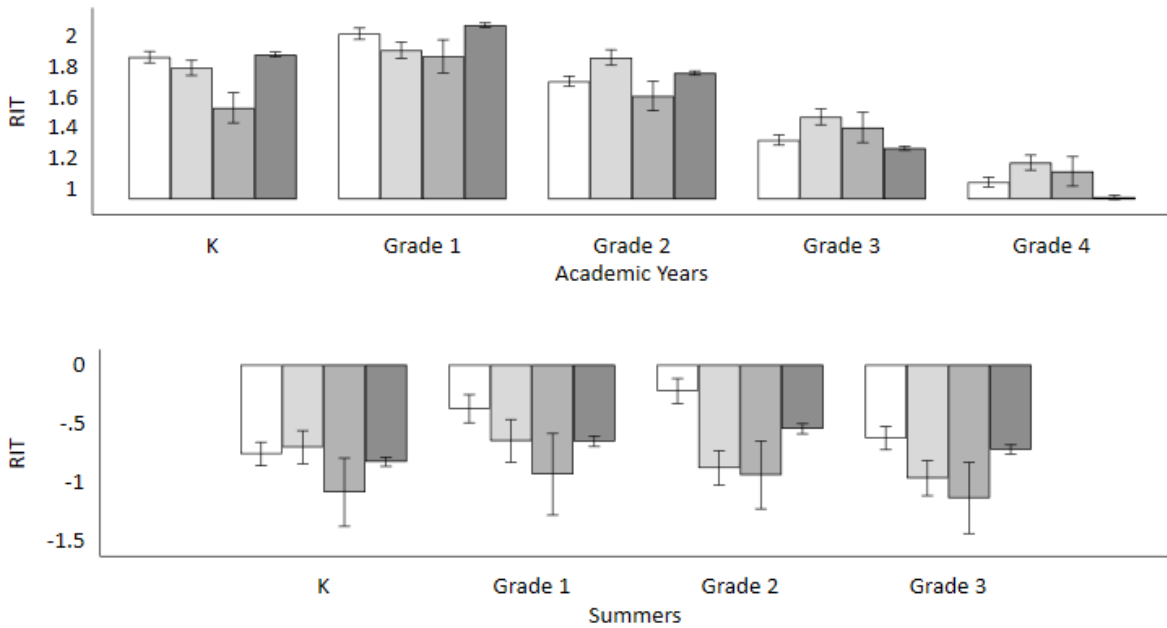 2
1.8
1.6
1.4
1.2
1
RIT
K Grade 1 Grade 2 Grade 3 Grade 4
Academic Years
0
-.5
-1
-1.5
RIT
K Grade 1 Grade 2 Grade 3
Summers